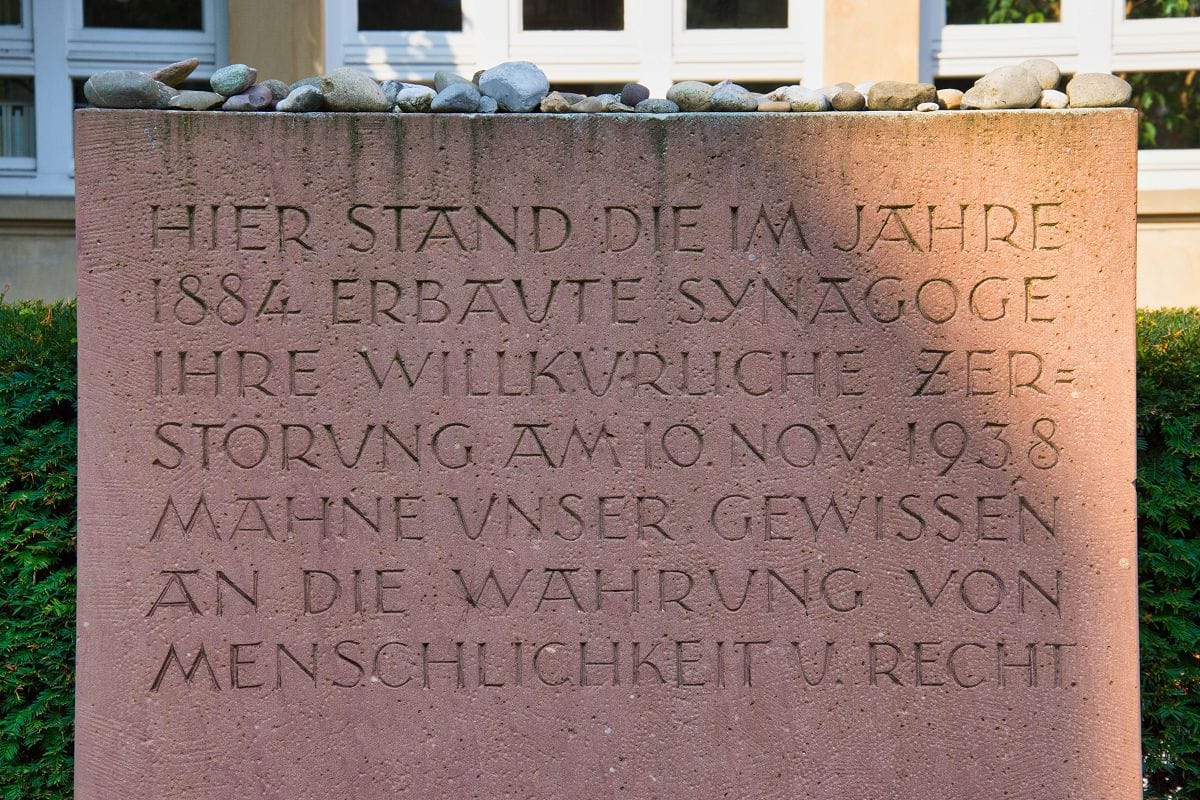 HIER STAND DIE IM JAHRE
1884 ERBAUTE SYNAGOGE
IHRE WILLKÜRLICHE ZER=
STÖRUNG AM 10. NOV. 1938
MAHNE UNSER GEWISSEN
AN DIE WAHRUNG VON
MENSCHLICHKEIT U. RECHT.